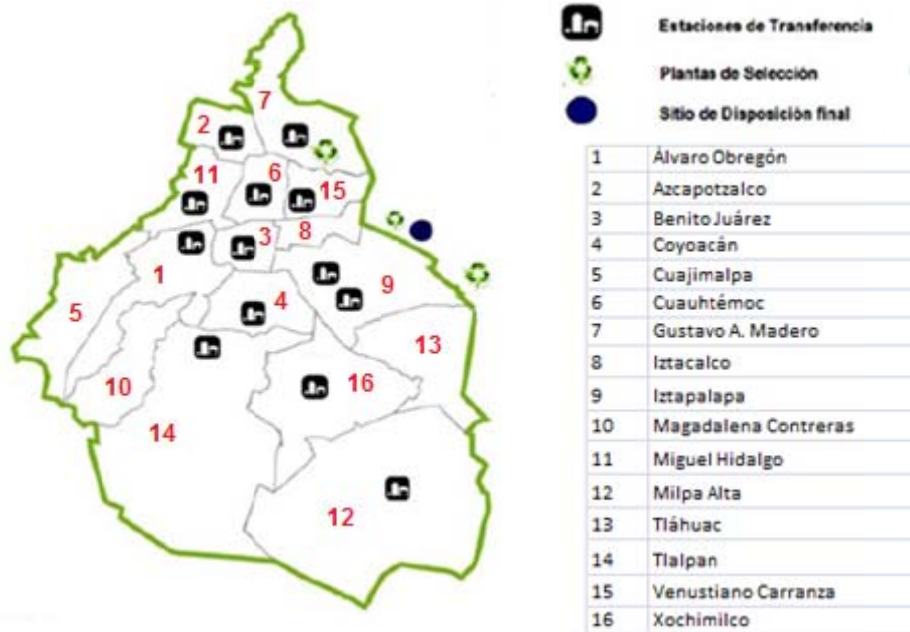 Estaciones de Transferencia
Plantas de Selección
Sitio de Disposición final
1 Álvaro Obregón
2 Azcapotzalco
3 Benito Juárez
4 Coyoacán
5 Cuajimalpa
6 Cuauhtémoc
7 Gustavo A. Madero
8 Iztacalco
9 Iztapalapa
10 Magadalena Contreras
11 Miguel Hidalgo
12 Milpa Alta
13 Tláhuac
14 Tlalpan
15 Venustiano Carranza
16 Xochimilco
7
2
11
6
15
3
8
1
9
5
4
13
10
16
14
12